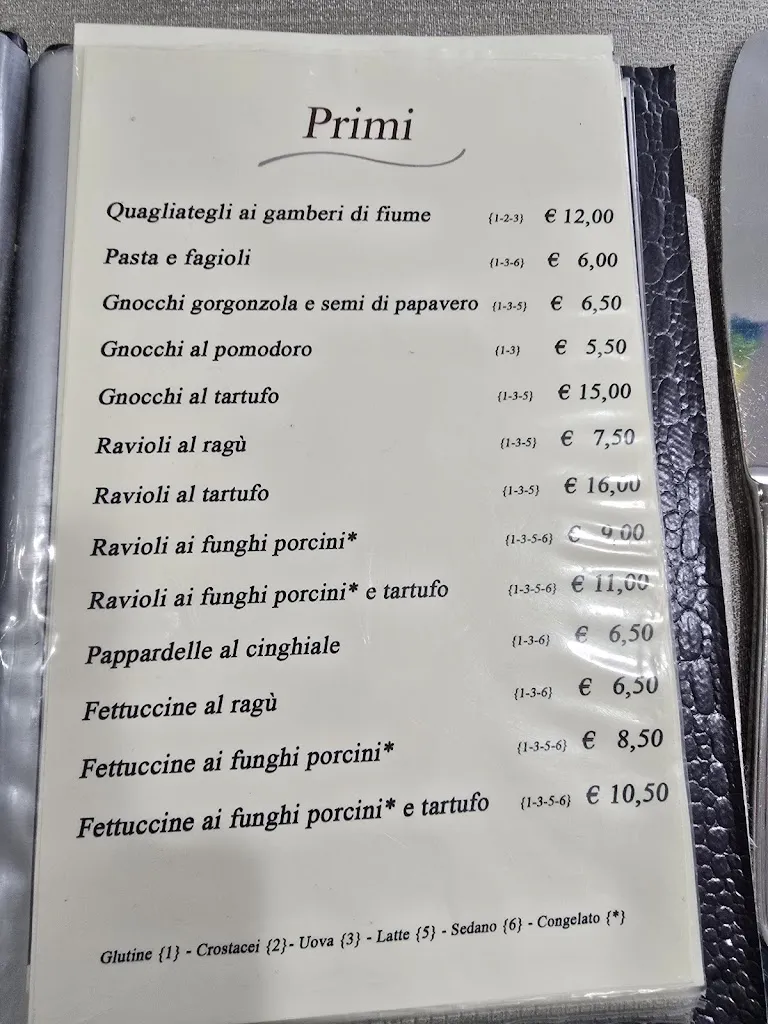 Primi
Quagliategli ai gamberi di fiume {1-2-3} € 12,00
Pasta e fagioli {1-3-6} € 6,00
Gnocchi gorgonzola e semi di papavero {1-3-5} € 6,50
Gnocchi al pomodoro {1-3} € 5,50
Gnocchi al tartufo {1-3-5} € 15,00
Ravioli al ragù {1-3-5} € 7,50
Ravioli al tartufo {1-3-5} € 16,00
Ravioli ai funghi porcini* {1-3-5-6} € 9,00
Ravioli ai funghi porcini* e tartufo {1-3-5-6} € 11,00
Pappardelle al cinghiale {1-3-6} € 6,50
Fettuccine al ragù {1-3-6} € 6,50
Fettuccine ai funghi porcini* {1-3-5-6} € 8,50
Fettuccine ai funghi porcini* e tartufo {1-3-5-6} € 10,50
Glutine {1} - Crostacei {2}- Uova {3} - Latte {5} - Sedano {6} - Congelato {*}